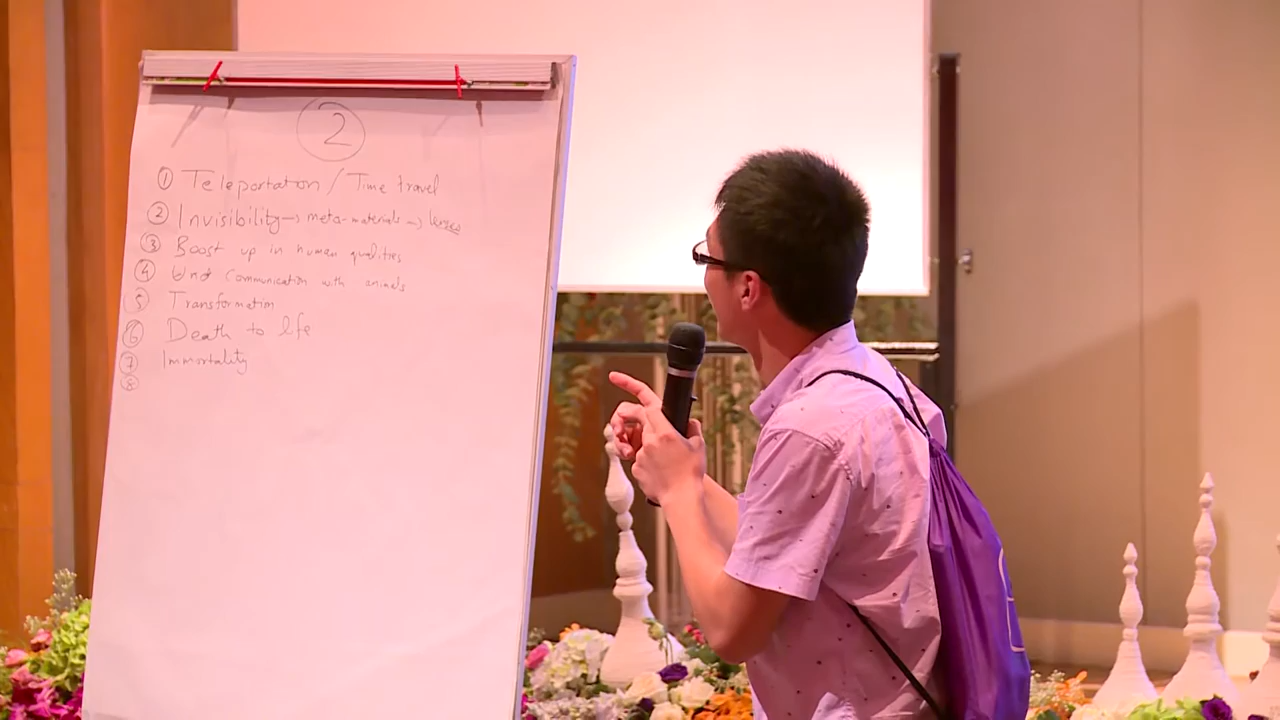 2
① Teleportation / Time travel
② Invisibility → meta-materials → lenses
③ Boost up in human qualities
④ Communication with animals
⑤ Transformation
⑥ Death to life
⑦ Immortality
⑧